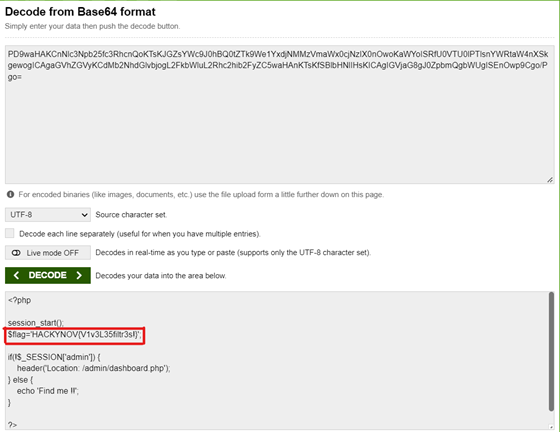 Decode from Base64 format
Simply enter your data then push the decode button.
PD9waHAKCnNlc3Npb25fc3RhcnQoKTsKJGZsYWc9J0hBQ0tZTk9We1YxdjNMMzVmaWx0cjNzIX0nOwoKaWYoISRfU0VTU0lPTlsnYWRtaW4nXSk
gewogICAgaGVhZGVyKCdMb2NhdGlvbjogL2FkbWluL2Rhc2hib2FyZC5waHAnKTsKfSBlbHNlIHsKICAgIGVjaG8gJ0ZpbmQgbWUgISEnOwp9Cgo/P
go=
For encoded binaries (like images, documents, etc.) use the file upload form a little further down on this page.
UTF-8 Source character set.
Decode each line separately (useful for when you have multiple entries).
Live mode OFF Decodes in real-time as you type or paste (supports only the UTF-8 character set).
< DECODE > Decodes your data into the area below.
<?php
session_start();
$flag='HACKYNOV{V1v3L35filtr3s!}';
if(!$_SESSION['admin']) {
header('Location: /admin/dashboard.php');
} else {
echo 'Find me !!';
}
?>